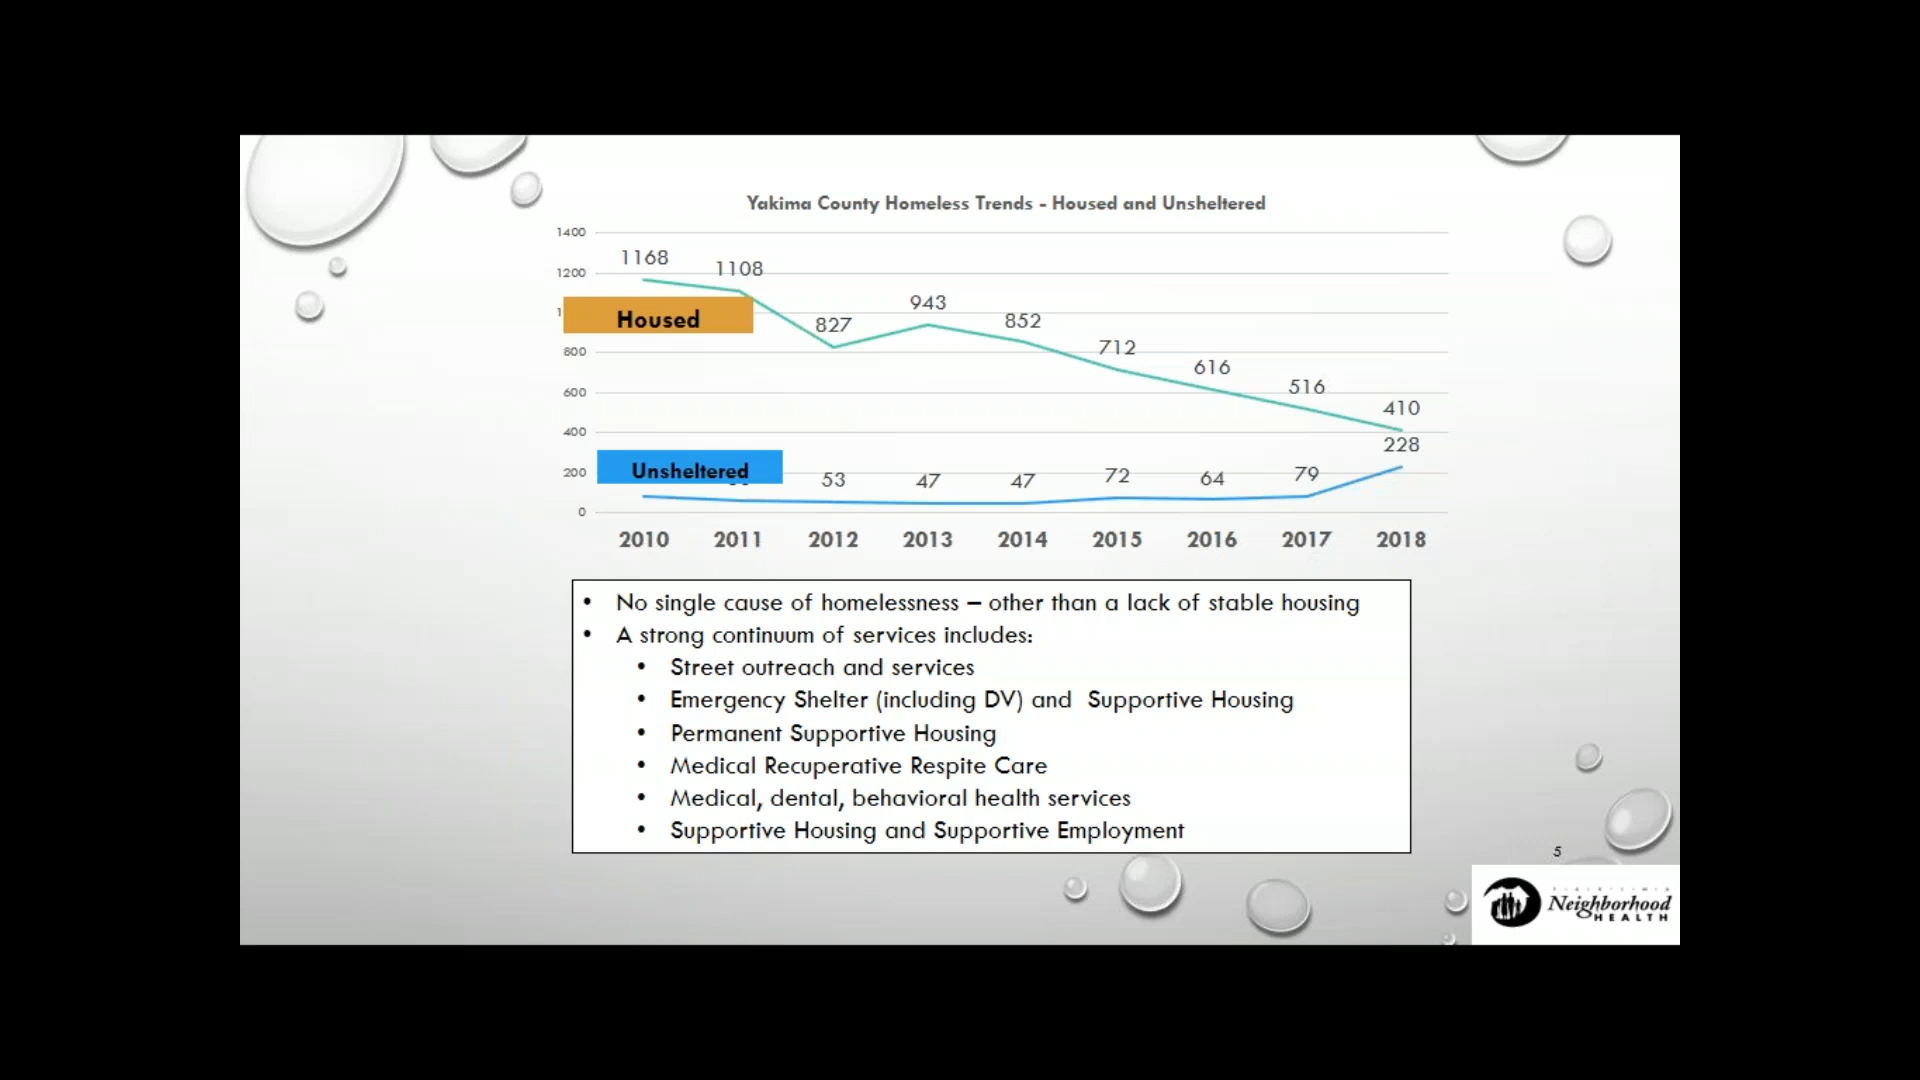 Yakima County Homeless Trends - Housed and Unsheltered
1400
1200
1
800
600
400
200
0
1168
1108
827
943
852
712
616
516
410
Housed
228
Unsheltered
53
47
47
72
64
79
2010 2011 2012 2013 2014 2015 2016 2017 2018
• No single cause of homelessness – other than a lack of stable housing
• A strong continuum of services includes:
• Street outreach and services
• Emergency Shelter (including DV) and Supportive Housing
• Permanent Supportive Housing
• Medical Recuperative Respite Care
• Medical, dental, behavioral health services
• Supportive Housing and Supportive Employment
5
Neighborhood
HEALTH